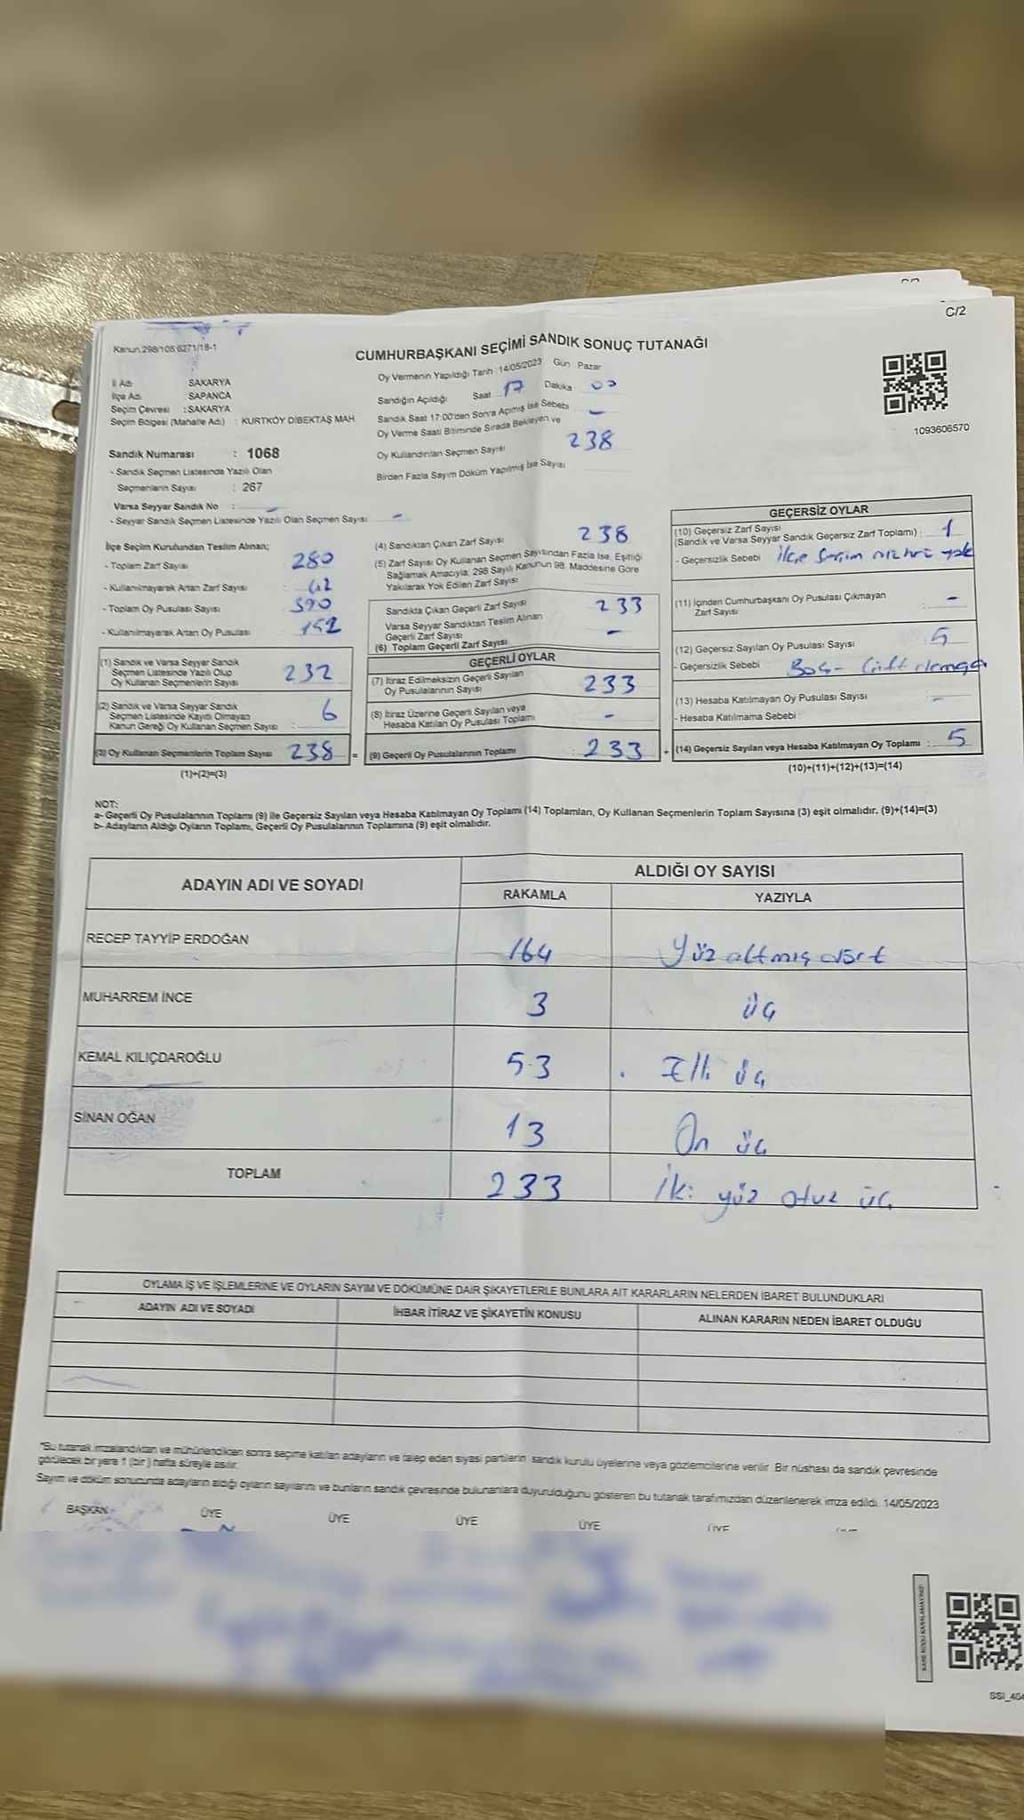 C/2
Kanun.298/105 6271/18-1
CUMHURBAŞKANI SEÇİMİ SANDIK SONUÇ TUTANAĞI
İl Adı SAKARYA
İlçe Adı SAPANCA
Seçim Çevresi : SAKARYA
Seçim Bölgesi (Mahalle Adı) : KURTKÖY DİBEKTAŞ MAH
Sandık Numarası : 1068
- Sandık Seçmen Listesinde Yazılı Olan
Seçmenlerin Sayısı : 267
Varsa Seyyar Sandık No : -
- Seyyar Sandık Seçmen Listesinde Yazılı Olan Seçmen Sayısı -
Oy Vermenin Yapıldığı Tarih : 14/05/2023 Gün Pazar
Sandığın Açıldığı Saat 17 Dakika 00
Sandık Saat 17:00'den Sonra Açılmış İse Sebebi -
Oy Verme Saati Bitiminde Sırada Bekleyen ve
Oy Kullandırılan Seçmen Sayısı 238
Birden Fazla Sayım Döküm Yapılmış İse Sayısı
1093606570
İlçe Seçim Kurulundan Teslim Alınan;
- Toplam Zarf Sayısı 280
- Kullanılmayarak Artan Zarf Sayısı 42
- Toplam Oy Pusulası Sayısı 390
- Kullanılmayarak Artan Oy Pusulası 152
(1) Sandık ve Varsa Seyyar Sandık
Seçmen Listesinde Yazılı Olup
Oy Kullanan Seçmenlerin Sayısı 232
(2) Sandık ve Varsa Seyyar Sandık
Seçmen Listesinde Kayıtlı Olmayan
Kanun Gereği Oy Kullanan Seçmen Sayısı : 6
(3) Oy Kullanan Seçmenlerin Toplam Sayısı 238 =
(1)+(2)=(3)
(4) Sandıktan Çıkan Zarf Sayısı 238
(5) Zarf Sayısı Oy Kullanan Seçmen Sayısından Fazla İse, Eşitliği
Sağlamak Amacıyla, 298 Sayılı Kanunun 98. Maddesine Göre
Yakılarak Yok Edilen Zarf Sayısı
Sandıkta Çıkan Geçerli Zarf Sayısı 233
Varsa Seyyar Sandıktan Teslim Alınan
Geçerli Zarf Sayısı -
(6) Toplam Geçerli Zarf Sayısı
GEÇERLİ OYLAR
(7) İtiraz Edilmeksizin Geçerli Sayılan
Oy Pusulalarının Sayısı 233
(8) İtiraz Üzerine Geçerli Sayılan veya
Hesaba Katılan Oy Pusulası Toplamı -
(9) Geçerli Oy Pusulalarının Toplamı : 233 +
GEÇERSİZ OYLAR
(10) Geçersiz Zarf Sayısı
(Sandık ve Varsa Seyyar Sandık Geçersiz Zarf Toplamı) : 1
- Geçersizlik Sebebi İlçe Seçim mührü yok
(11) İçinden Cumhurbaşkanı Oy Pusulası Çıkmayan
Zarf Sayısı -
(12) Geçersiz Sayılan Oy Pusulası Sayısı 5
- Geçersizlik Sebebi Boş - Çift damga
(13) Hesaba Katılmayan Oy Pusulası Sayısı -
- Hesaba Katılmama Sebebi
(14) Geçersiz Sayılan veya Hesaba Katılmayan Oy Toplamı : 5
(10)+(11)+(12)+(13)=(14)
NOT:
a- Geçerli Oy Pusulalarının Toplamı (9) ile Geçersiz Sayılan veya Hesaba Katılmayan Oy Toplamı (14) Toplamları, Oy Kullanan Seçmenlerin Toplam Sayısına (3) eşit olmalıdır. (9)+(14)=(3)
b- Adayların Aldığı Oyların Toplamı, Geçerli Oy Pusulalarının Toplamına (9) eşit olmalıdır.
ADAYIN ADI VE SOYADI ALDIĞI OY SAYISI
RAKAMLA YAZIYLA
RECEP TAYYİP ERDOĞAN 164 Yüz altmış dört
MUHARREM İNCE 3 üç
KEMAL KILIÇDAROĞLU 53 Elli üç
SİNAN OĞAN 13 On üç
TOPLAM 233 İki yüz otuz üç
OYLAMA İŞ VE İŞLEMLERİNE VE OYLARIN SAYIM VE DÖKÜMÜNE DAİR ŞİKAYETLERLE BUNLARA AİT KARARLARIN NELERDEN İBARET BULUNDUKLARI
ADAYIN ADI VE SOYADI İHBAR İTİRAZ VE ŞİKAYETİN KONUSU ALINAN KARARIN NEDEN İBARET OLDUĞU
"Bu tutanak imzalandıktan ve mühürlendikten sonra seçime katılan adayların ve talep eden siyasi partilerin sandık kurulu üyelerine veya gözlemcilerine verilir. Bir nüshası da sandık çevresinde
görülecek bir yere 1 (bir) hafta süreyle asılır.
Sayım ve döküm sonucunda adayların aldığı oyların sayılarını ve bunların sandık çevresinde bulunanlara duyurulduğunu gösteren bu tutanak tarafımızdan düzenlenerek imza edildi. 14/05/2023
BAŞKAN ÜYE ÜYE ÜYE ÜYE ÜYE